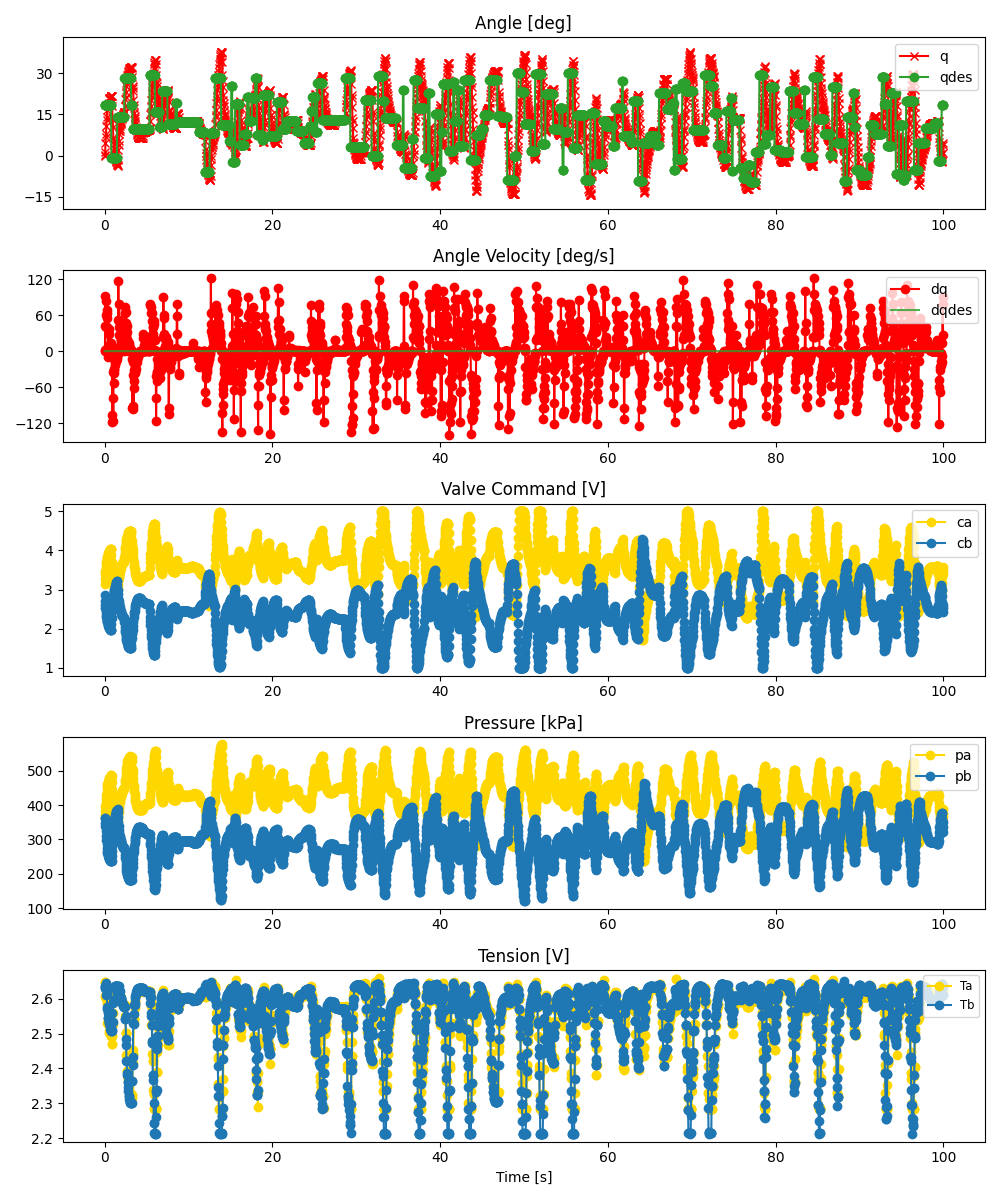 Angle [deg]
30
15
0
−15
q
qdes
0 20 40 60 80 100
Angle Velocity [deg/s]
120
60
0
−60
−120
dq
dqdes
0 20 40 60 80 100
Valve Command [V]
5
4
3
2
1
ca
cb
0 20 40 60 80 100
Pressure [kPa]
500
400
300
200
100
pa
pb
0 20 40 60 80 100
Tension [V]
2.6
2.5
2.4
2.3
2.2
Ta
Tb
0 20 40 60 80 100
Time [s]